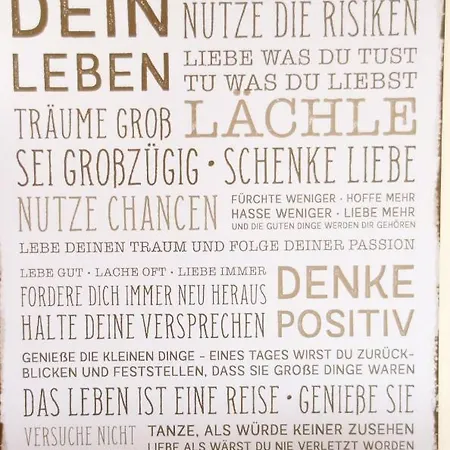 DEIN
LEBEN
NUTZE DIE RISIKEN
LIEBE WAS DU TUST
TU WAS DU LIEBST
TRÄUME GROß
LÄCHLE
SEI GROßZÜGIG · SCHENKE LIEBE
NUTZE CHANCEN
FÜRCHTE WENIGER · HOFFE MEHR
HASSE WENIGER · LIEBE MEHR
UND DIE GUTEN DINGE WERDEN DIR GEHÖREN
LEBE DEINEN TRAUM UND FOLGE DEINER PASSION
LEBE GUT · LACHE OFT · LIEBE IMMER
FORDERE DICH IMMER NEU HERAUS
HALTE DEINE VERSPRECHEN
DENKE
POSITIV
GENIEßE DIE KLEINEN DINGE – EINES TAGES WIRST DU ZURÜCK-
BLICKEN UND FESTSTELLEN, DASS SIE GROßE DINGE WAREN
DAS LEBEN IST EINE REISE · GENIEßE SIE
VERSUCHE NICHT
TANZE, ALS WÜRDE KEINER ZUSEHEN
LIEBE ALS WÄRST DU NIE VERLETZT WORDEN